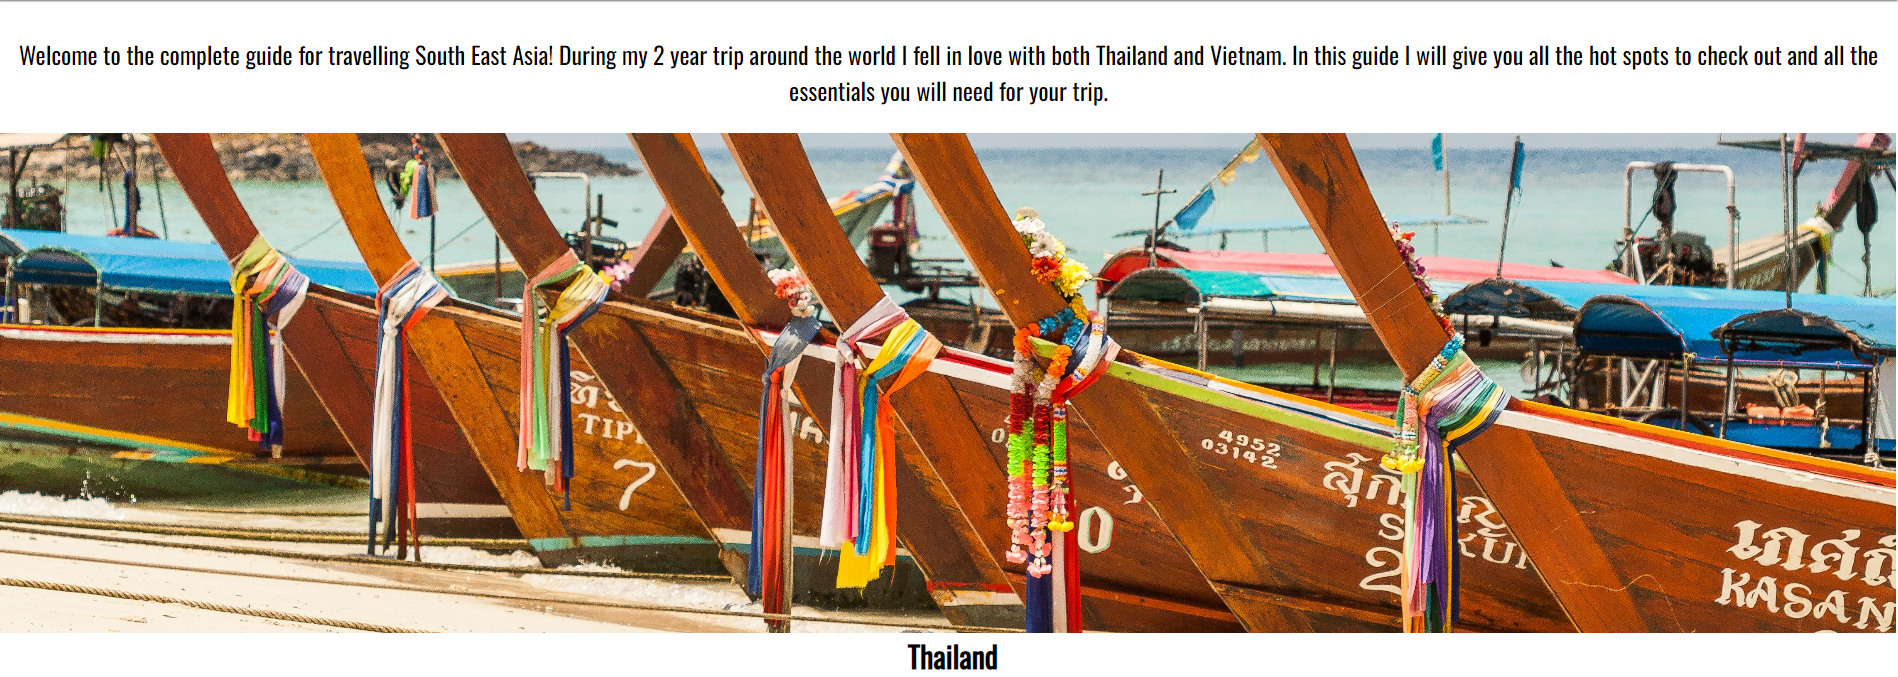 Welcome to the complete guide for travelling South East Asia! During my 2 year trip around the world I fell in love with both Thailand and Vietnam. In this guide I will give you all the hot spots to check out and all the
essentials you will need for your trip.
7
4952
03142
0
2
KASAN
Thailand